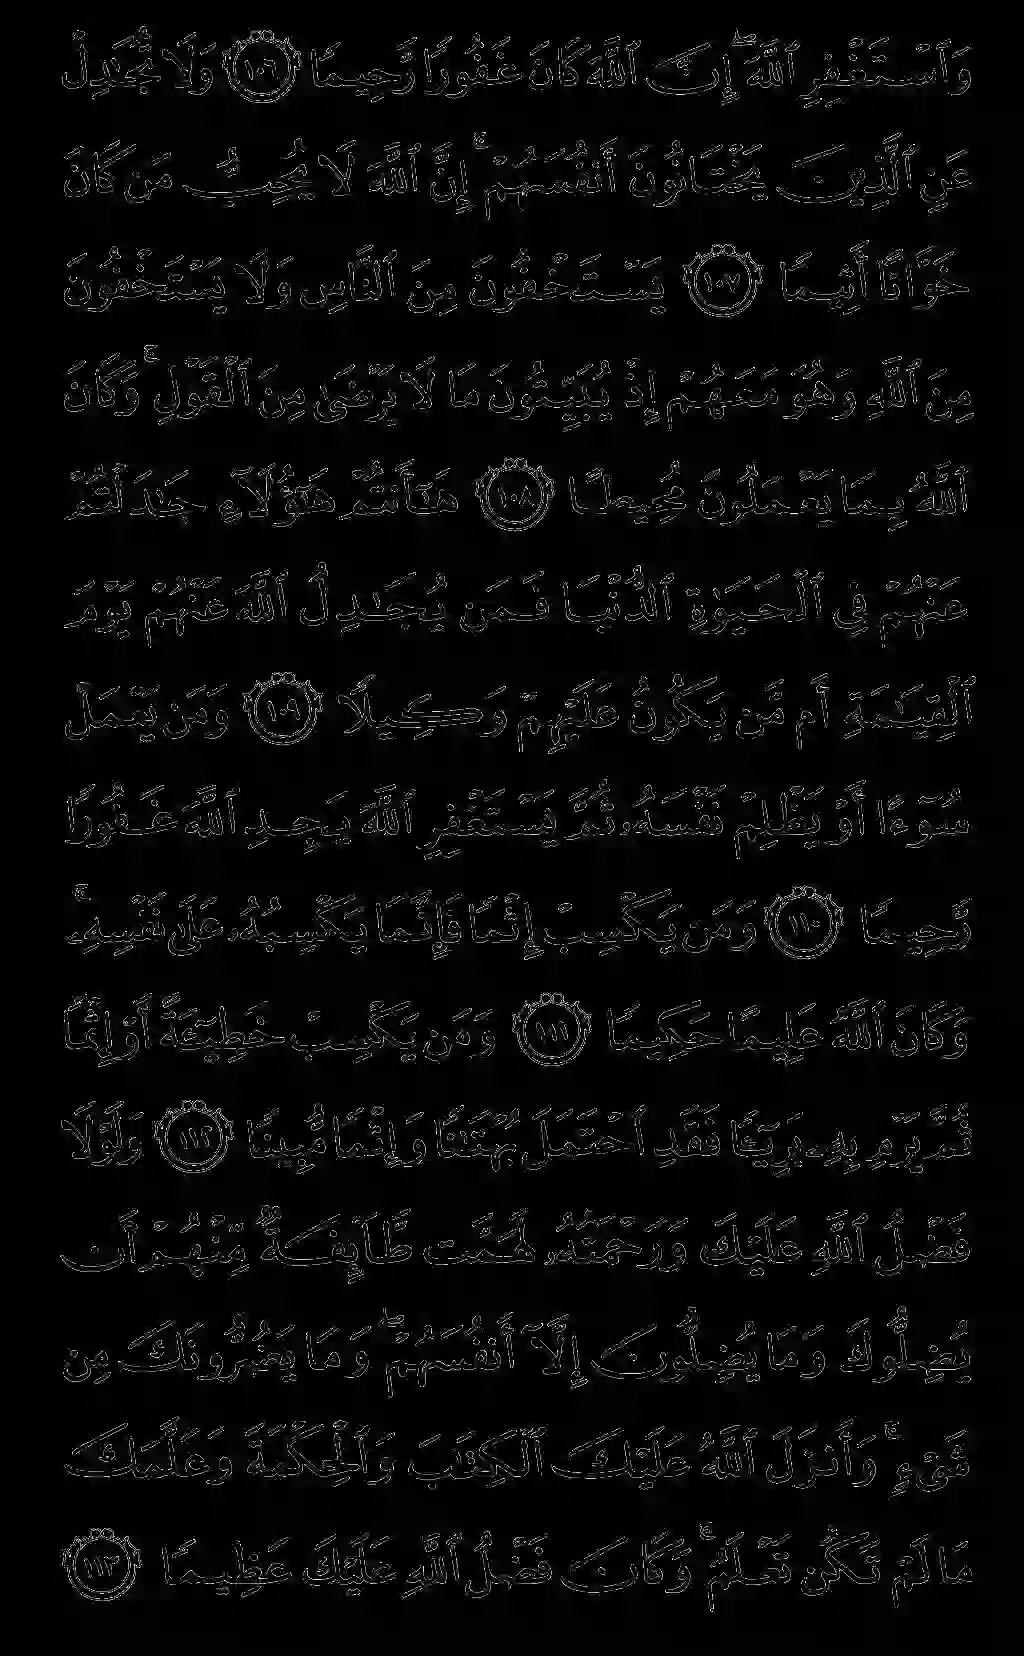 وَٱسْتَغْفِرِ ٱللَّهَ ۖ إِنَّ ٱللَّهَ كَانَ غَفُورًا رَّحِيمًا ١٠٦ وَلَا تُجَٰدِلْ
عَنِ ٱلَّذِينَ يَخْتَانُونَ أَنفُسَهُمْ ۚ إِنَّ ٱللَّهَ لَا يُحِبُّ مَن كَانَ
خَوَّانًا أَثِيمًا ١٠٧ يَسْتَخْفُونَ مِنَ ٱلنَّاسِ وَلَا يَسْتَخْفُونَ
مِنَ ٱللَّهِ وَهُوَ مَعَهُمْ إِذْ يُبَيِّتُونَ مَا لَا يَرْضَىٰ مِنَ ٱلْقَوْلِ ۚ وَكَانَ
ٱللَّهُ بِمَا يَعْمَلُونَ مُحِيطًا ١٠٨ هَٰٓأَنتُمْ هَٰٓؤُلَآءِ جَٰدَلْتُمْ
عَنْهُمْ فِى ٱلْحَيَوٰةِ ٱلدُّنْيَا فَمَن يُجَٰدِلُ ٱللَّهَ عَنْهُمْ يَوْمَ
ٱلْقِيَٰمَةِ أَم مَّن يَكُونُ عَلَيْهِمْ وَكِيلًا ١٠٩ وَمَن يَعْمَلْ
سُوٓءًا أَوْ يَظْلِمْ نَفْسَهُۥ ثُمَّ يَسْتَغْفِرِ ٱللَّهَ يَجِدِ ٱللَّهَ غَفُورًا
رَّحِيمًا ١١٠ وَمَن يَكْسِبْ إِثْمًا فَإِنَّمَا يَكْسِبُهُۥ عَلَىٰ نَفْسِهِۦ ۚ
وَكَانَ ٱللَّهُ عَلِيمًا حَكِيمًا ١١١ وَمَن يَكْسِبْ خَطِيٓـَٔةً أَوْ إِثْمًا
ثُمَّ يَرْمِ بِهِۦ بَرِيٓـًٔا فَقَدِ ٱحْتَمَلَ بُهْتَٰنًا وَإِثْمًا مُّبِينًا ١١٢ وَلَوْلَا
فَضْلُ ٱللَّهِ عَلَيْكَ وَرَحْمَتُهُۥ لَهَمَّت طَّآئِفَةٌ مِّنْهُمْ أَن
يُضِلُّوكَ وَمَا يُضِلُّونَ إِلَّآ أَنفُسَهُمْ ۖ وَمَا يَضُرُّونَكَ مِن
شَىْءٍ ۚ وَأَنزَلَ ٱللَّهُ عَلَيْكَ ٱلْكِتَٰبَ وَٱلْحِكْمَةَ وَعَلَّمَكَ
مَا لَمْ تَكُن تَعْلَمُ ۚ وَكَانَ فَضْلُ ٱللَّهِ عَلَيْكَ عَظِيمًا ١١٣